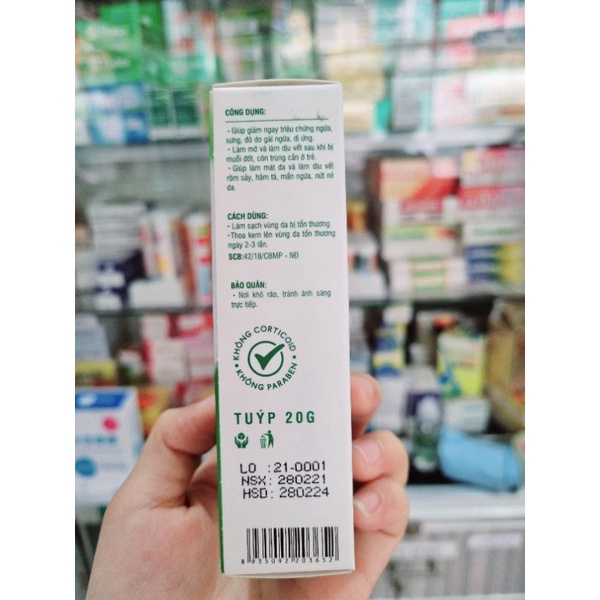 CÔNG DỤNG:
- Giúp giảm ngay triệu chứng ngứa,
sưng, đỏ do gãi ngứa, dị ứng.
- Làm mờ và làm dịu vết sau khi bị
muỗi đốt, côn trùng cắn ở trẻ.
- Giúp làm mát da và làm dịu vết
rôm sảy, hăm tã, mẩn ngứa, nứt nẻ
da.
CÁCH DÙNG:
- Làm sạch vùng da bị tổn thương
-Thoa kem lên vùng da tổn thương
ngày 2-3 lần.
SCB:42/18/CBMP - NĐ
BẢO QUẢN:
- Nơi khô ráo, tránh ánh sáng
trực tiếp.
KHÔNG CORTICOID
KHÔNG PARABEN
TUÝP 20G
LO : 21-0001
NSX: 280221
HSD: 280224
8 935092 203652